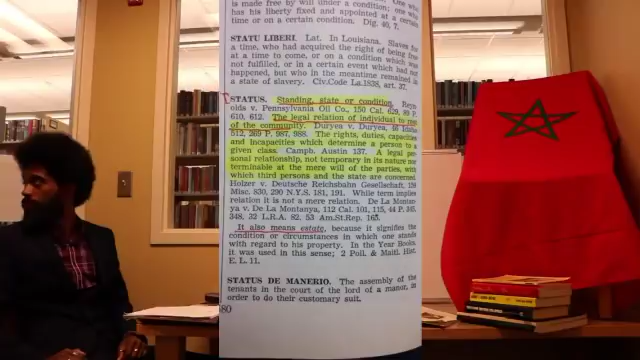 is made free by will under a condition; one who
has his liberty fixed and appointed at a certain
time or on a certain condition. Dig. 40, 7.
STATU LIBERI. Lat. In Louisiana. Slaves for
a time, who had acquired the right of being free
at a time to come, or on a condition which was
not fulfilled, or in a certain event which had not
happened, but who in the meantime remained in
a state of slavery. Civ.Code La.1838, art. 37.
STATUS. Standing, state or condition. Reyn-
olds v. Pennsylvania Oil Co., 150 Cal. 629, 89 P.
610, 612. The legal relation of individual to rest
of the community. Duryea v. Duryea, 46 Idaho
512, 269 P. 987, 988. The rights, duties, capacities
and incapacities which determine a person to a
given class. Campb. Austin 137. A legal per-
sonal relationship, not temporary in its nature nor
terminable at the mere will of the parties, with
which third persons and the state are concerned.
Holzer v. Deutsche Reichsbahn Gesellschaft, 159
Misc. 830, 290 N.Y.S. 181, 191. While term implies
relation it is not a mere relation. De La Montan-
ya v. De La Montanya, 112 Cal. 101, 115, 44 P. 345,
348, 32 L.R.A. 82, 53 Am.St.Rep. 165.
It also means estate, because it signifies the
condition or circumstances in which one stands
with regard to his property. In the Year Books,
it was used in this sense; 2 Poll. & Maitl. Hist.
E. L. 11.
STATUS DE MANERIO. The assembly of the
tenants in the court of the lord of a manor, in
order to do their customary suit.
80